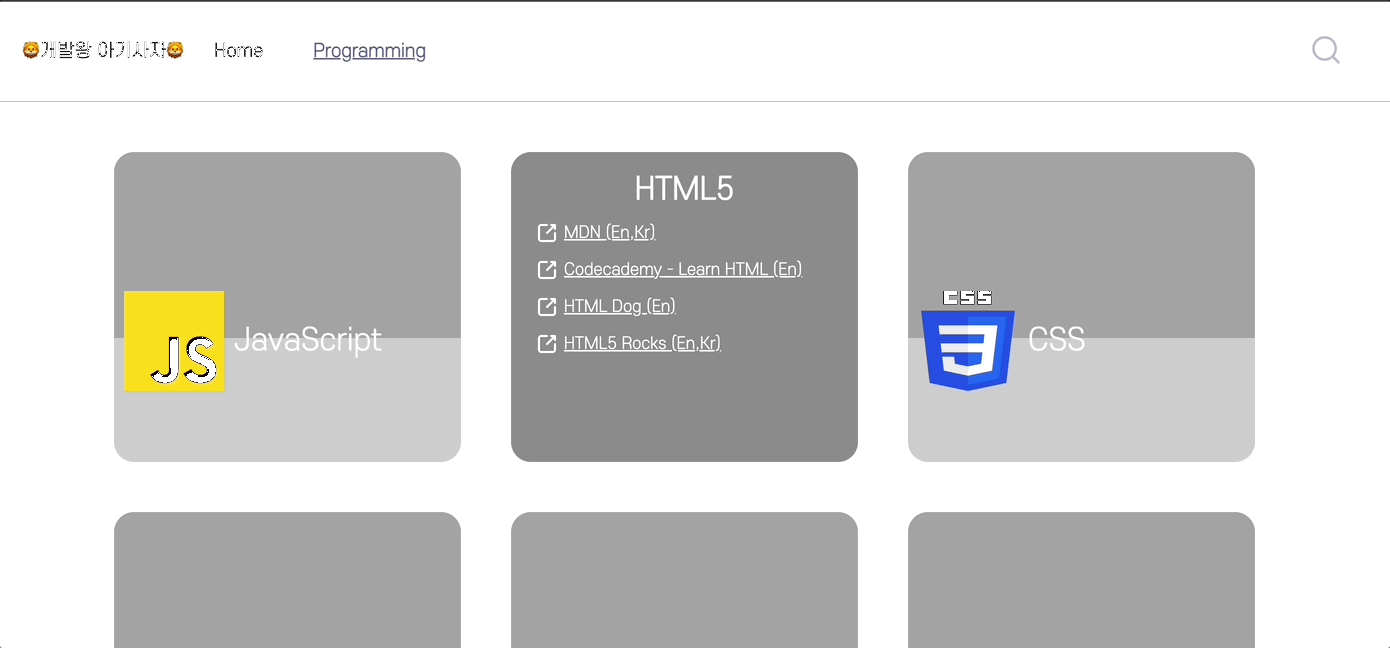 🦁개발왕 아기사자🦁 Home Programming
JS JavaScript
HTML5
MDN (En,Kr)
Codecademy - Learn HTML (En)
HTML Dog (En)
HTML5 Rocks (En,Kr)
CSS
CSS